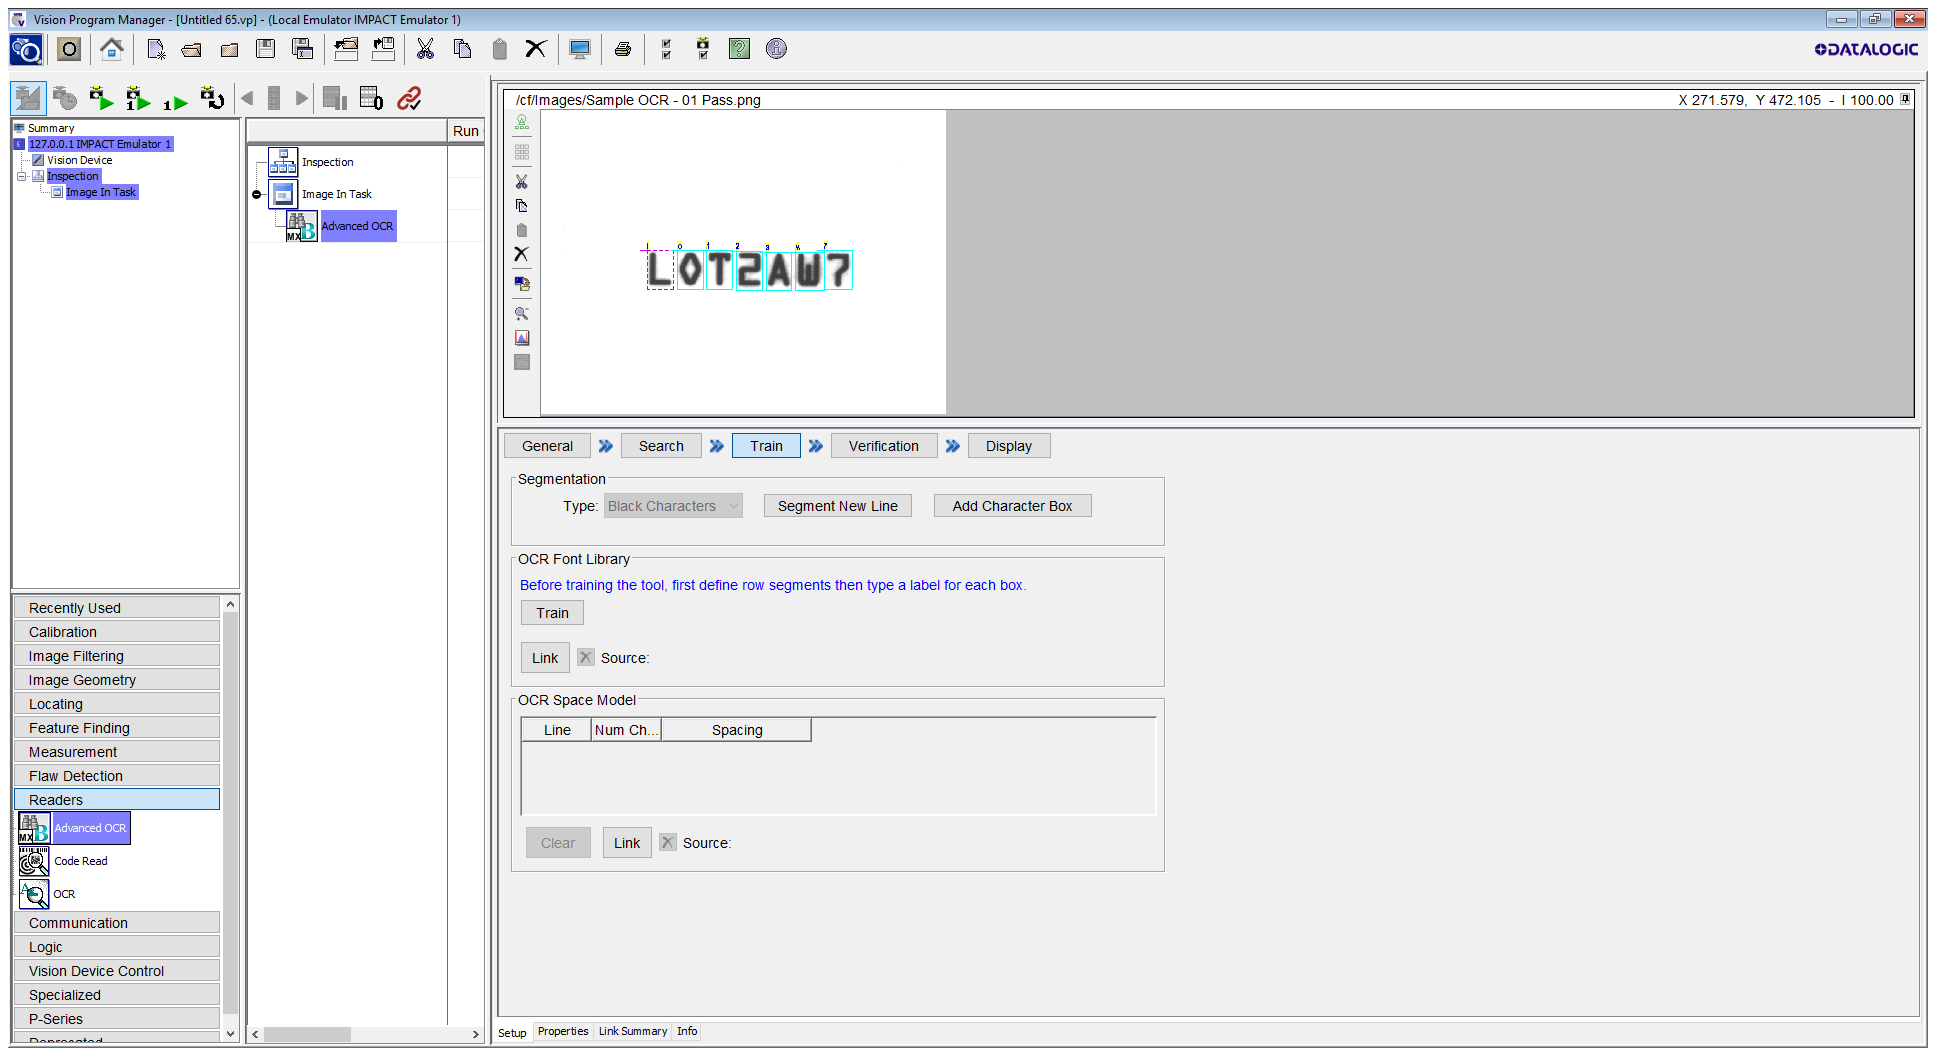 Vision Program Manager - [Untitled 65.vp] - (Local Emulator IMPACT Emulator 1)
DATALOGIC
Summary
127.0.0.1 IMPACT Emulator 1
Vision Device
Inspection
Image In Task
Run
Inspection
Image In Task
MX
Advanced OCR
/cf/Images/Sample OCR - 01 Pass.png
X 271.579, Y 472.105 - I 100.00
LOT2AW7
General
Search
Train
Verification
Display
Segmentation
Type: Black Characters
Segment New Line
Add Character Box
OCR Font Library
Before training the tool, first define row segments then type a label for each box.
Train
Link
Source:
OCR Space Model
Line
Num Ch...
Spacing
Clear
Link
Source:
Recently Used
Calibration
Image Filtering
Image Geometry
Locating
Feature Finding
Measurement
Flaw Detection
Readers
MX
Advanced OCR
Code Read
OCR
Communication
Logic
Vision Device Control
Specialized
P-Series
Deprecated
Setup
Properties
Link Summary
Info